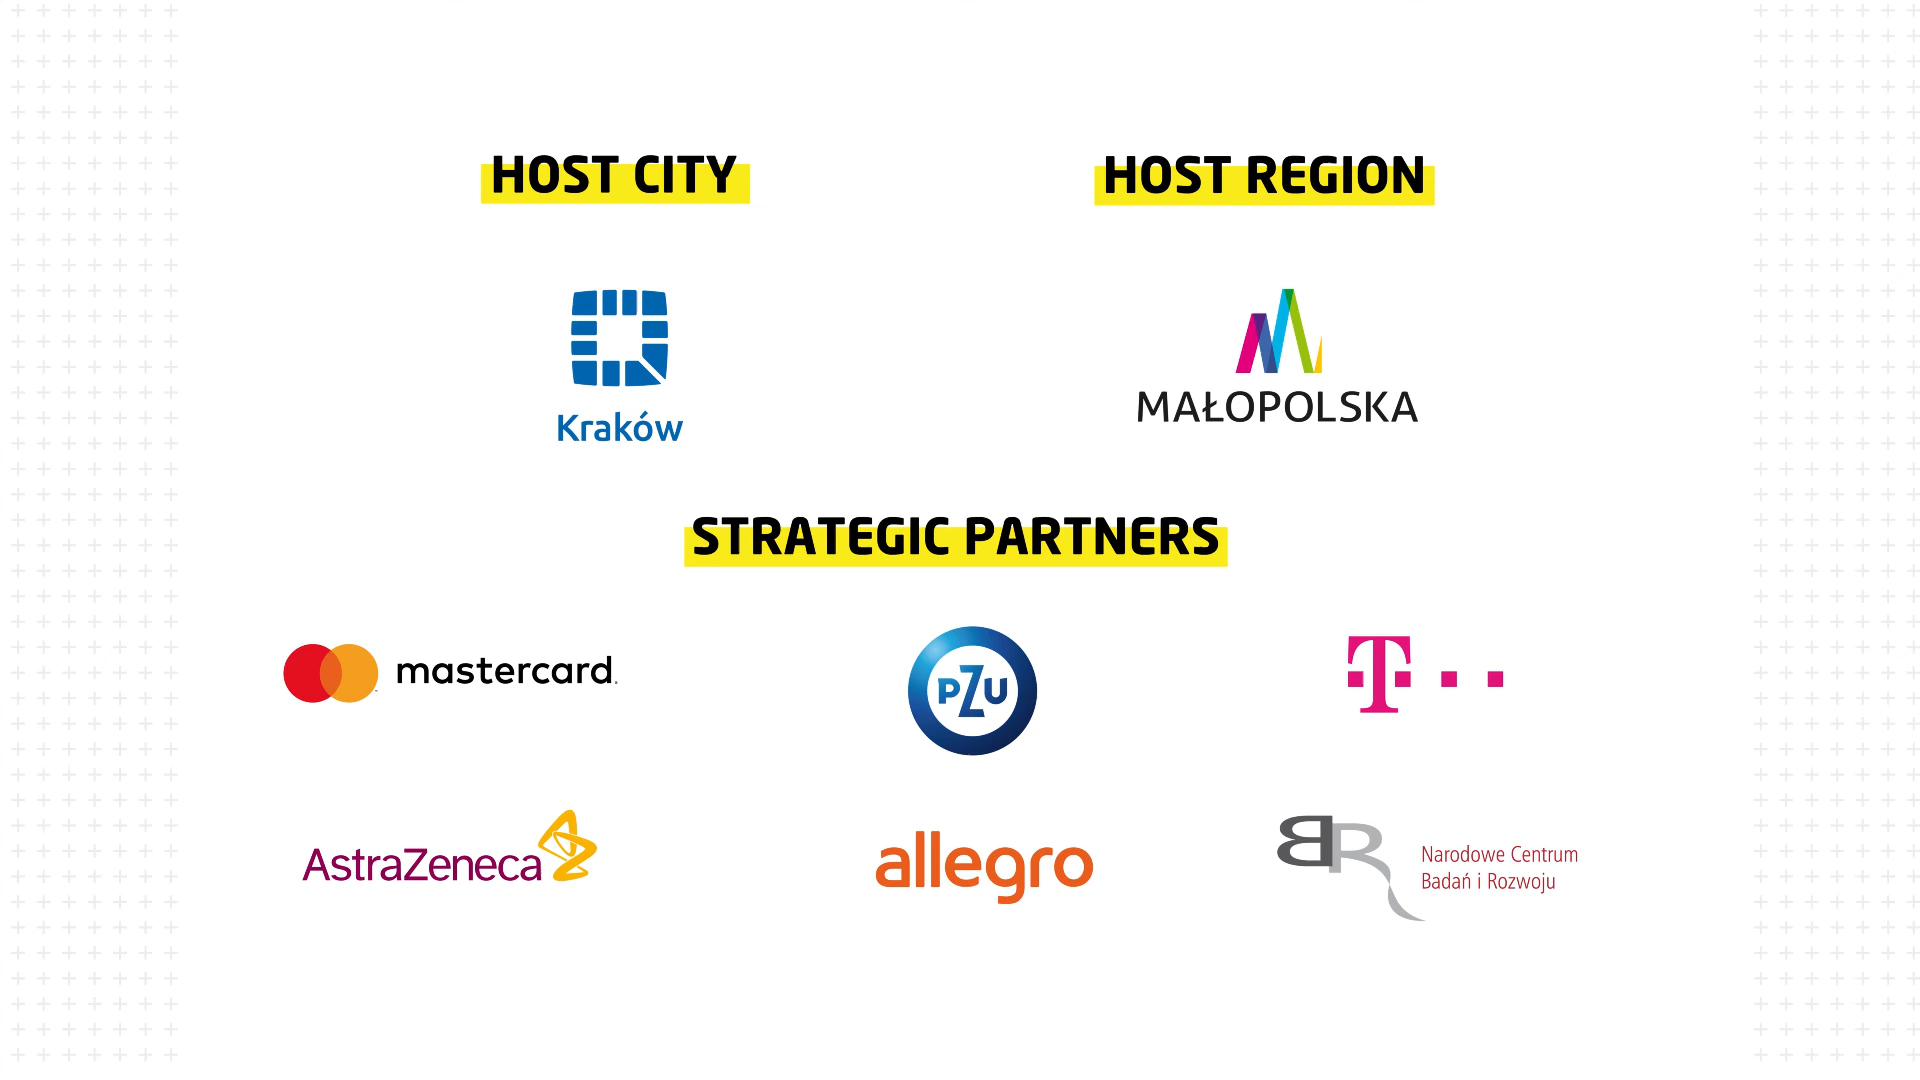 HOST CITY
HOST REGION
Kraków
MAŁOPOLSKA
STRATEGIC PARTNERS
mastercard.
PZU
T
AstraZeneca
allegro
BR
Narodowe Centrum
Badań i Rozwoju